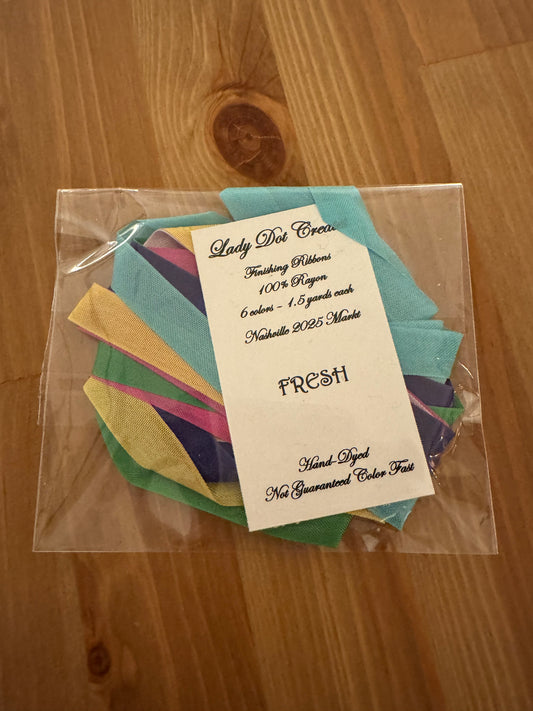 Lady Dot Crea
Finishing Ribbons
100% Rayon
6 colors - 1.5 yards each
Nashville 2025 Markt
FRESH
Hand-Dyed
Not Guaranteed Color Fast